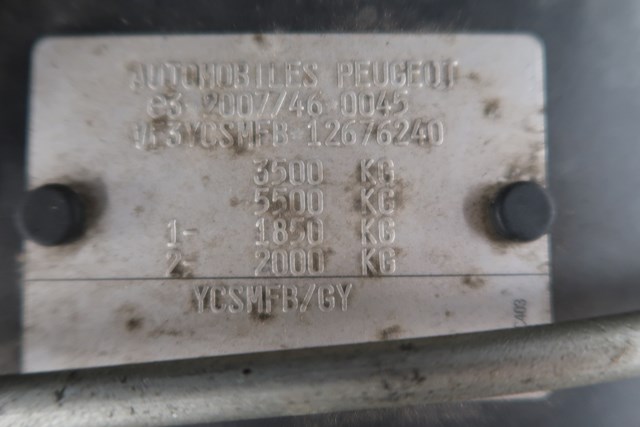 AUTOMOBILES PEUGEOT
e3 2007/46 0045
VF3YCSMFB 12676240
3500 KG
5500 KG
1- 1850 KG
2- 2000 KG
YCSMFB/GY